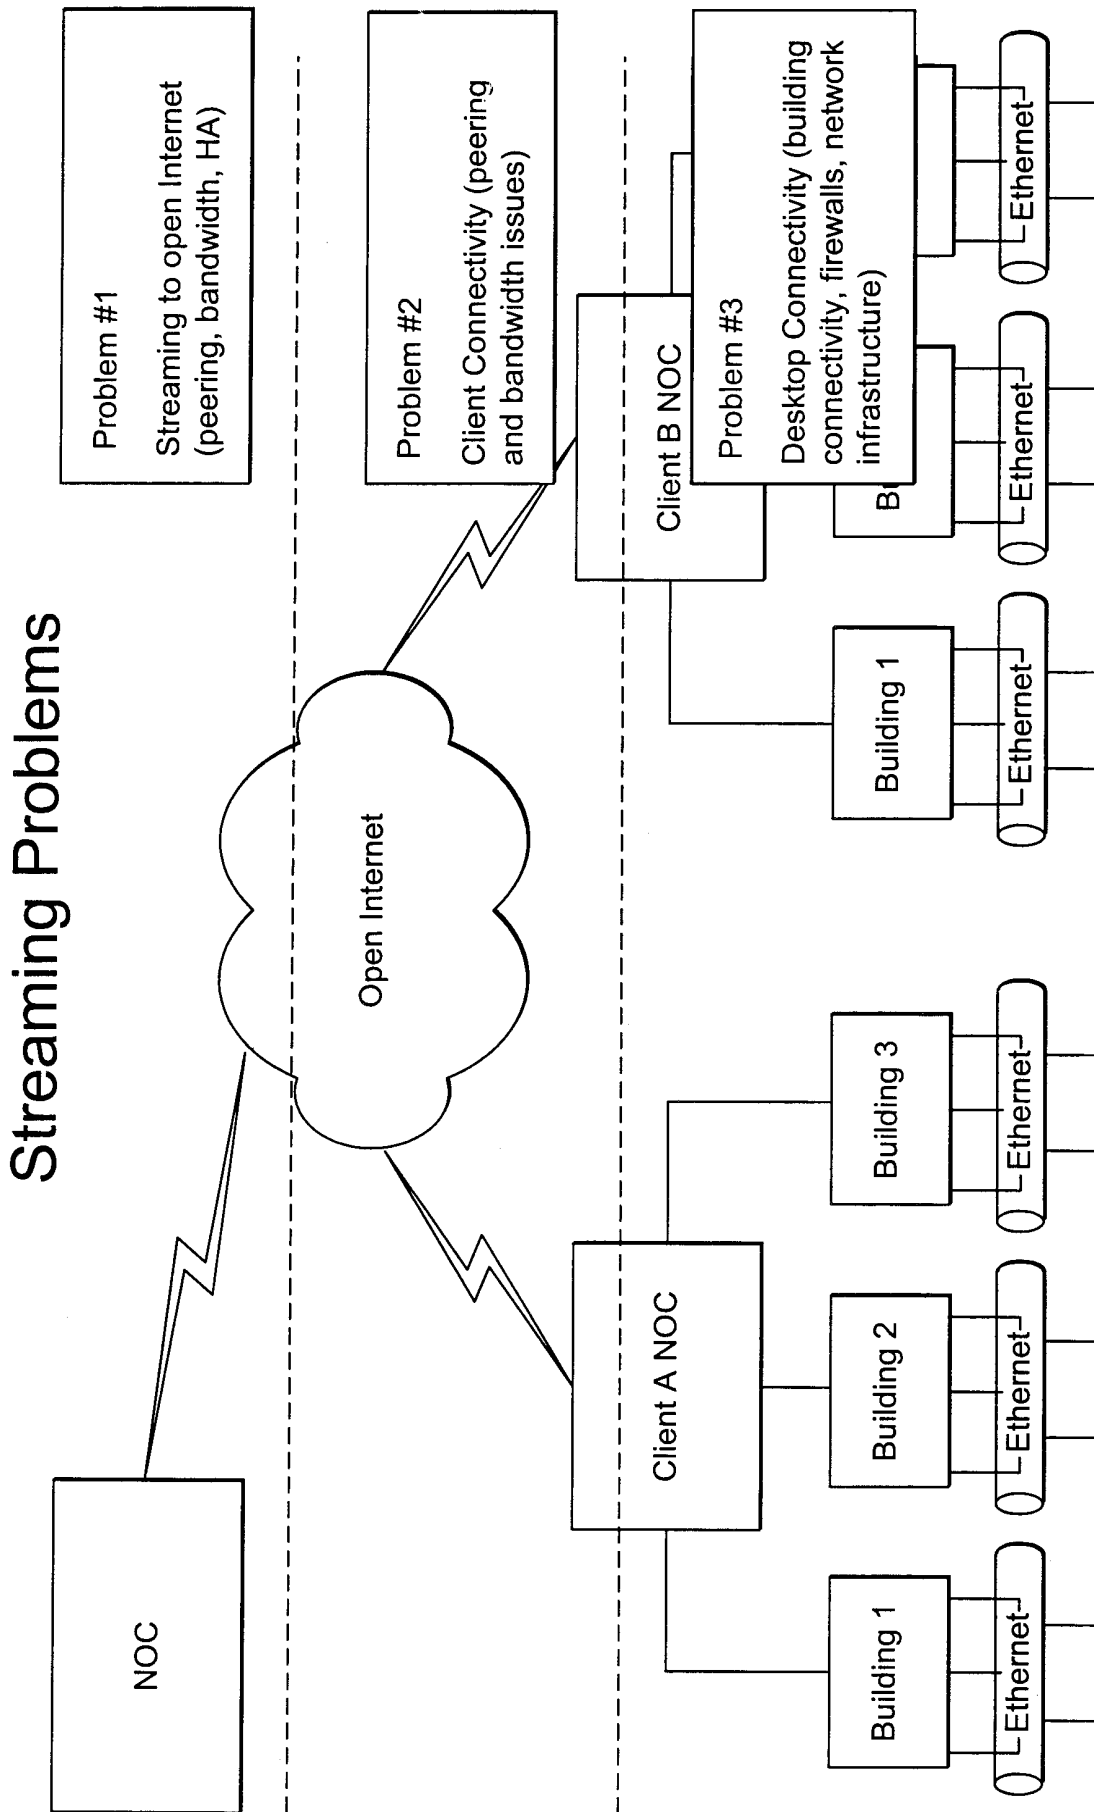 Streaming Problems
NOC
Problem #1
Streaming to open Internet
(peering, bandwidth, HA)
Open Internet
Problem #2
Client Connectivity (peering
and bandwidth issues)
Client A NOC
Client B NOC
Problem #3
Desktop Connectivity (building
connectivity, firewalls, network
infrastructure)
Building 1
Building 2
Building 3
Building 1
Bu
Ethernet
Ethernet
Ethernet
Ethernet
Ethernet
Ethernet